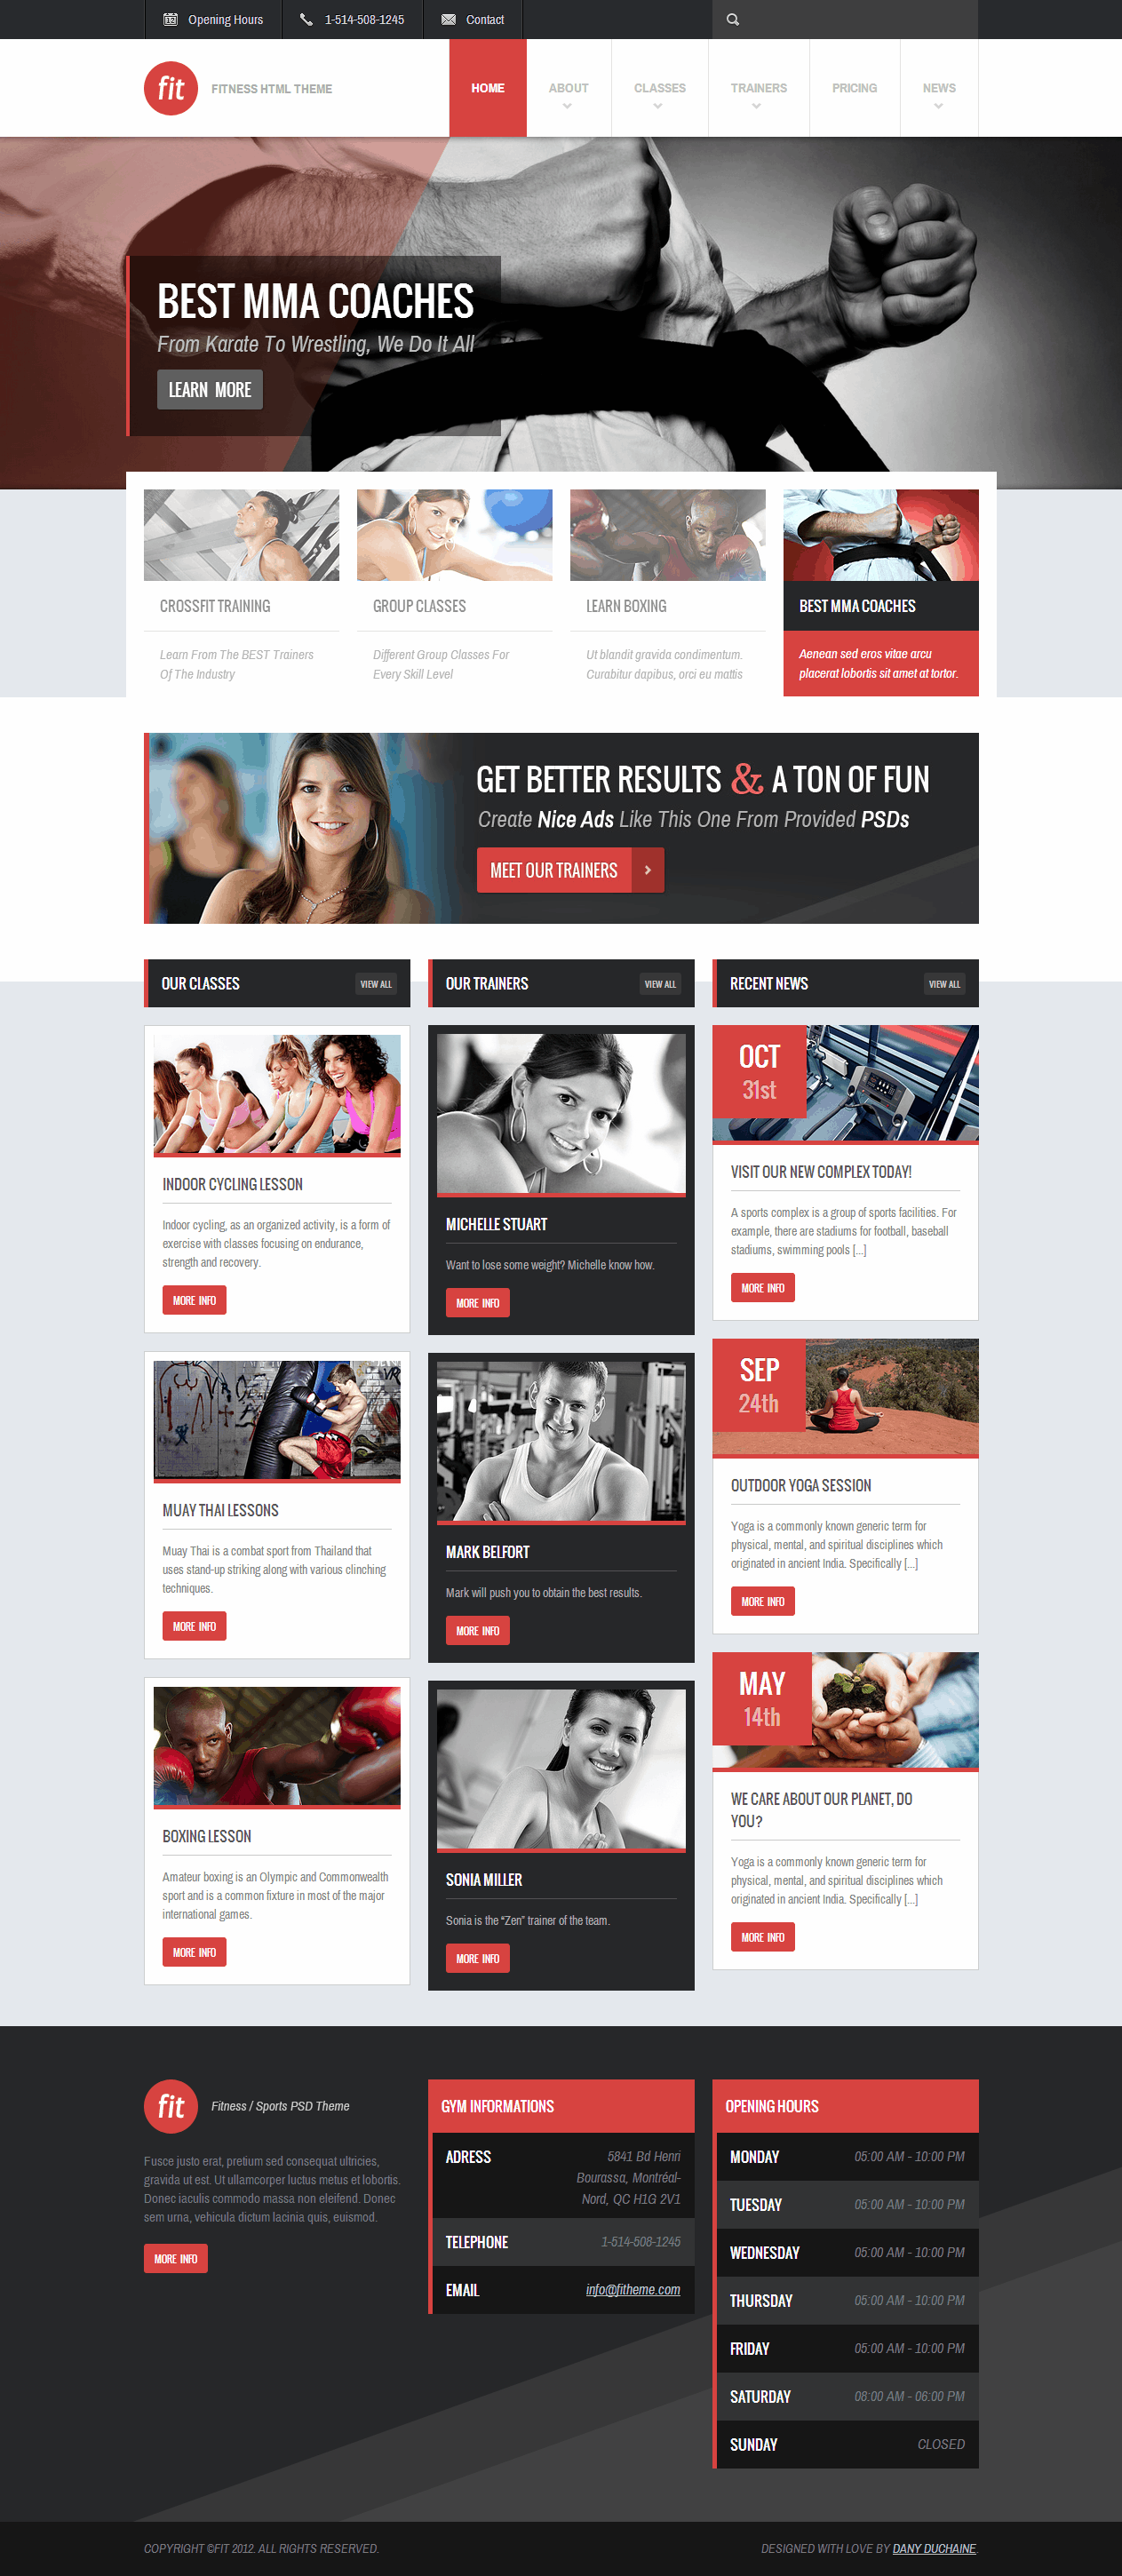 Opening Hours
1-514-508-1245
Contact
fit
FITNESS HTML THEME
HOME
ABOUT
CLASSES
TRAINERS
PRICING
NEWS
BEST MMA COACHES
From Karate To Wrestling, We Do It All
LEARN MORE
CROSSFIT TRAINING
Learn From The BEST Trainers
Of The Industry
GROUP CLASSES
Different Group Classes For
Every Skill Level
LEARN BOXING
Ut blandit gravida condimentum.
Curabitur dapibus, orci eu mattis
BEST MMA COACHES
Aenean sed eros vitae arcu
placerat lobortis sit amet at tortor.
GET BETTER RESULTS & A TON OF FUN
Create Nice Ads Like This One From Provided PSDs
MEET OUR TRAINERS
OUR CLASSES
VIEW ALL
INDOOR CYCLING LESSON
Indoor cycling, as an organized activity, is a form of
exercise with classes focusing on endurance,
strength and recovery.
MORE INFO
MUAY THAI LESSONS
Muay Thai is a combat sport from Thailand that
uses stand-up striking along with various clinching
techniques.
MORE INFO
BOXING LESSON
Amateur boxing is an Olympic and Commonwealth
sport and is a common fixture in most of the major
international games.
MORE INFO
OUR TRAINERS
VIEW ALL
MICHELLE STUART
Want to lose some weight? Michelle know how.
MORE INFO
MARK BELFORT
Mark will push you to obtain the best results.
MORE INFO
SONIA MILLER
Sonia is the “Zen” trainer of the team.
MORE INFO
RECENT NEWS
VIEW ALL
OCT
31st
VISIT OUR NEW COMPLEX TODAY!
A sports complex is a group of sports facilities. For
example, there are stadiums for football, baseball
stadiums, swimming pools [...]
MORE INFO
SEP
24th
OUTDOOR YOGA SESSION
Yoga is a commonly known generic term for
physical, mental, and spiritual disciplines which
originated in ancient India. Specifically [...]
MORE INFO
MAY
14th
WE CARE ABOUT OUR PLANET, DO
YOU?
Yoga is a commonly known generic term for
physical, mental, and spiritual disciplines which
originated in ancient India. Specifically [...]
MORE INFO
fit
Fitness / Sports PSD Theme
Fusce justo erat, pretium sed consequat ultricies,
gravida ut est. Ut ullamcorper luctus metus et lobortis.
Donec iaculis commodo massa non eleifend. Donec
sem urna, vehicula dictum lacinia quis, euismod.
MORE INFO
GYM INFORMATIONS
ADRESS
5841 Bd Henri
Bourassa, Montréal-
Nord, QC H1G 2V1
TELEPHONE
1-514-508-1245
EMAIL
info@fitheme.com
OPENING HOURS
MONDAY 05:00 AM - 10:00 PM
TUESDAY 05:00 AM - 10:00 PM
WEDNESDAY 05:00 AM - 10:00 PM
THURSDAY 05:00 AM - 10:00 PM
FRIDAY 05:00 AM - 10:00 PM
SATURDAY 08:00 AM - 06:00 PM
SUNDAY CLOSED
COPYRIGHT ©FIT 2012. ALL RIGHTS RESERVED.
DESIGNED WITH LOVE BY DANY DUCHAINE.